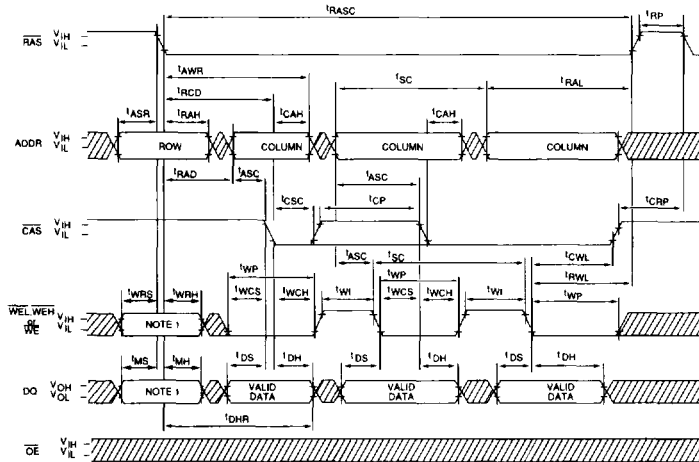 tRASC
tRP
RAS VIH
VIL
tAWR
tRCD
tSC
tRAL
tASR
tRAH
tCAH
tCAH
ADDR VIH
VIL
ROW
COLUMN
COLUMN
COLUMN
tRAD
tASC
tASC
tCSC
tCP
tCRP
CAS VIH
VIL
tASC
tSC
tCWL
tWP
tWP
tRWL
tWRS
tWRH
tWCS
tWCH
tWI
tWCS
tWCH
tWI
tWP
WEL,WEH
or
WE
VIH
VIL
NOTE 1
tMS
tMH
tDS
tDH
tDS
tDH
tDS
tDH
DQ VOH
VOL
NOTE 1
VALID
DATA
VALID
DATA
VALID
DATA
tDHR
OE VIH
VIL